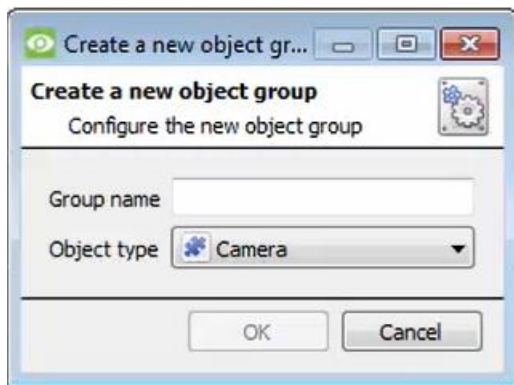 Create a new object gr...
Create a new object group
Configure the new object group
Group name
Object type Camera
OK Cancel